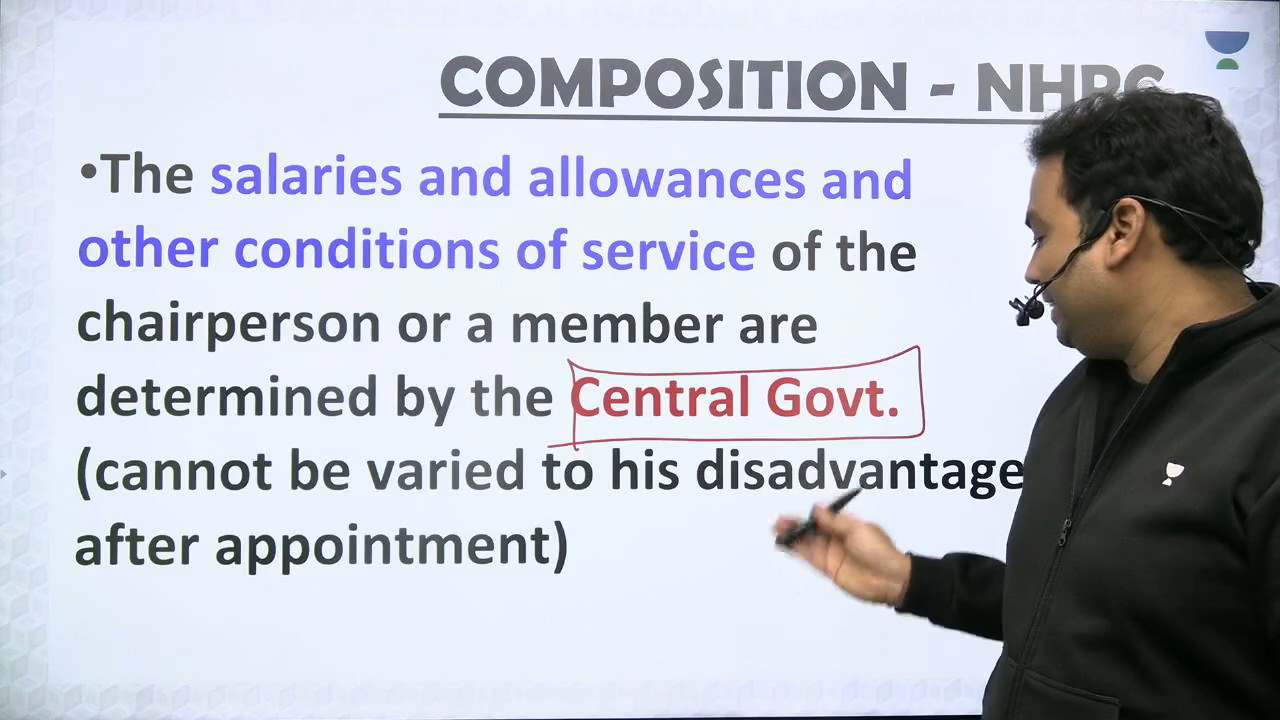 COMPOSITION - NHRC
•The salaries and allowances and
other conditions of service of the
chairperson or a member are
determined by the Central Govt.
(cannot be varied to his disadvantage
after appointment)